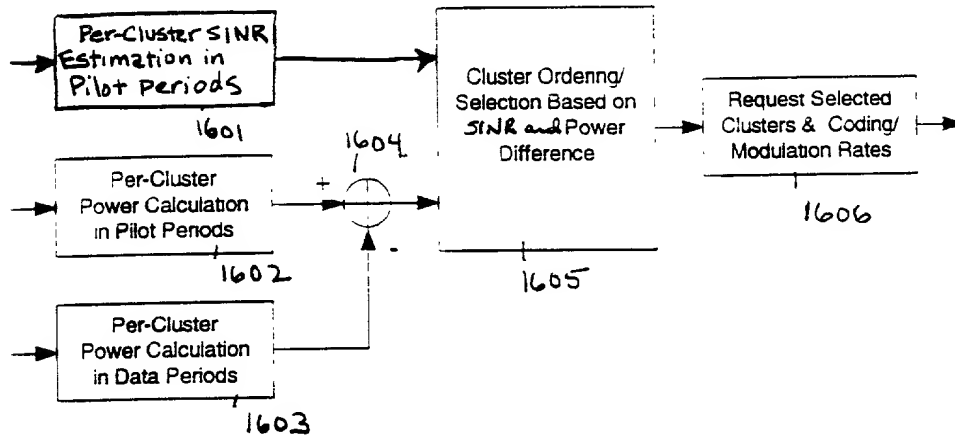 Per-Cluster SINR
Estimation in
Pilot Periods
1601
Per-Cluster
Power Calculation
in Pilot Periods
1602
Per-Cluster
Power Calculation
in Data Periods
1603
1604
+
-
Cluster Ordering/
Selection Based on
SINR and Power
Difference
1605
Request Selected
Clusters & Coding/
Modulation Rates
1606